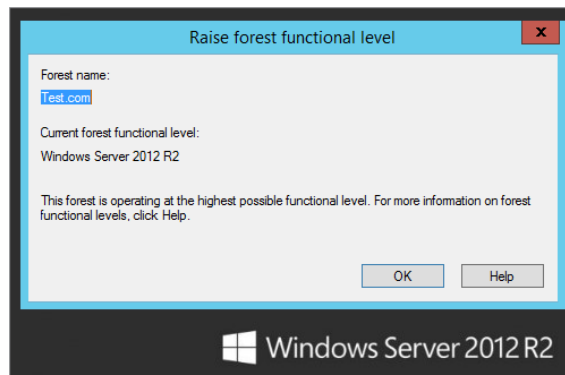 Raise forest functional level
x
Forest name:
Test.com
Current forest functional level:
Windows Server 2012 R2
This forest is operating at the highest possible functional level. For more information on forest
functional levels, click Help.
OK
Help
Windows Server 2012 R2